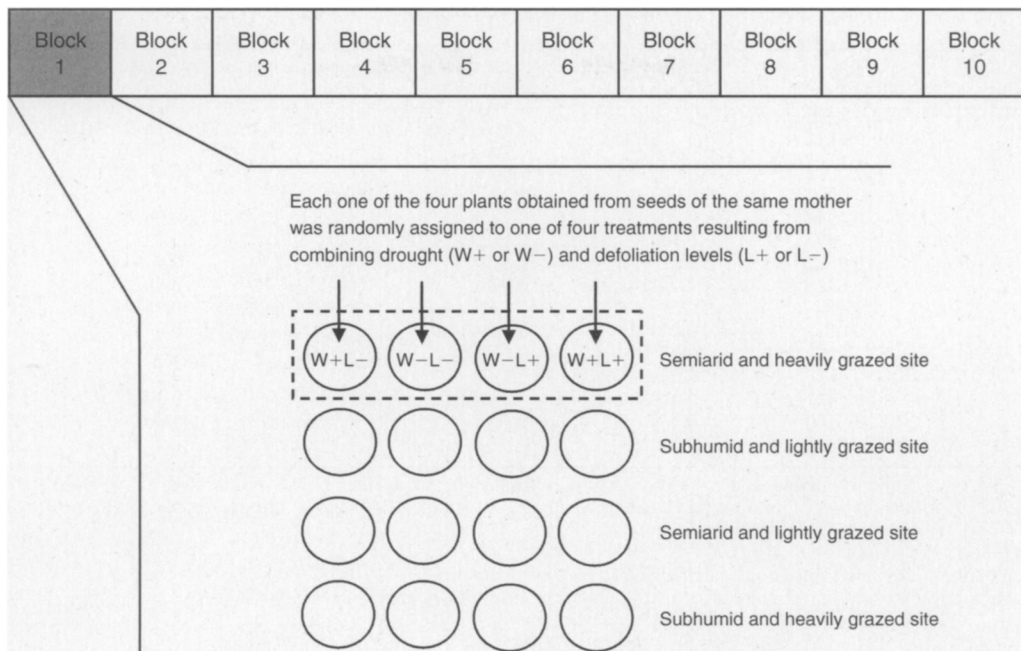 Block Block Block Block Block Block Block Block Block Block
1 2 3 4 5 6 7 8 9 10
Each one of the four plants obtained from seeds of the same mother
was randomly assigned to one of four treatments resulting from
combining drought (W+ or W−) and defoliation levels (L+ or L−)
W+L− W−L− W−L+ W+L+ Semiarid and heavily grazed site
Subhumid and lightly grazed site
Semiarid and lightly grazed site
Subhumid and heavily grazed site